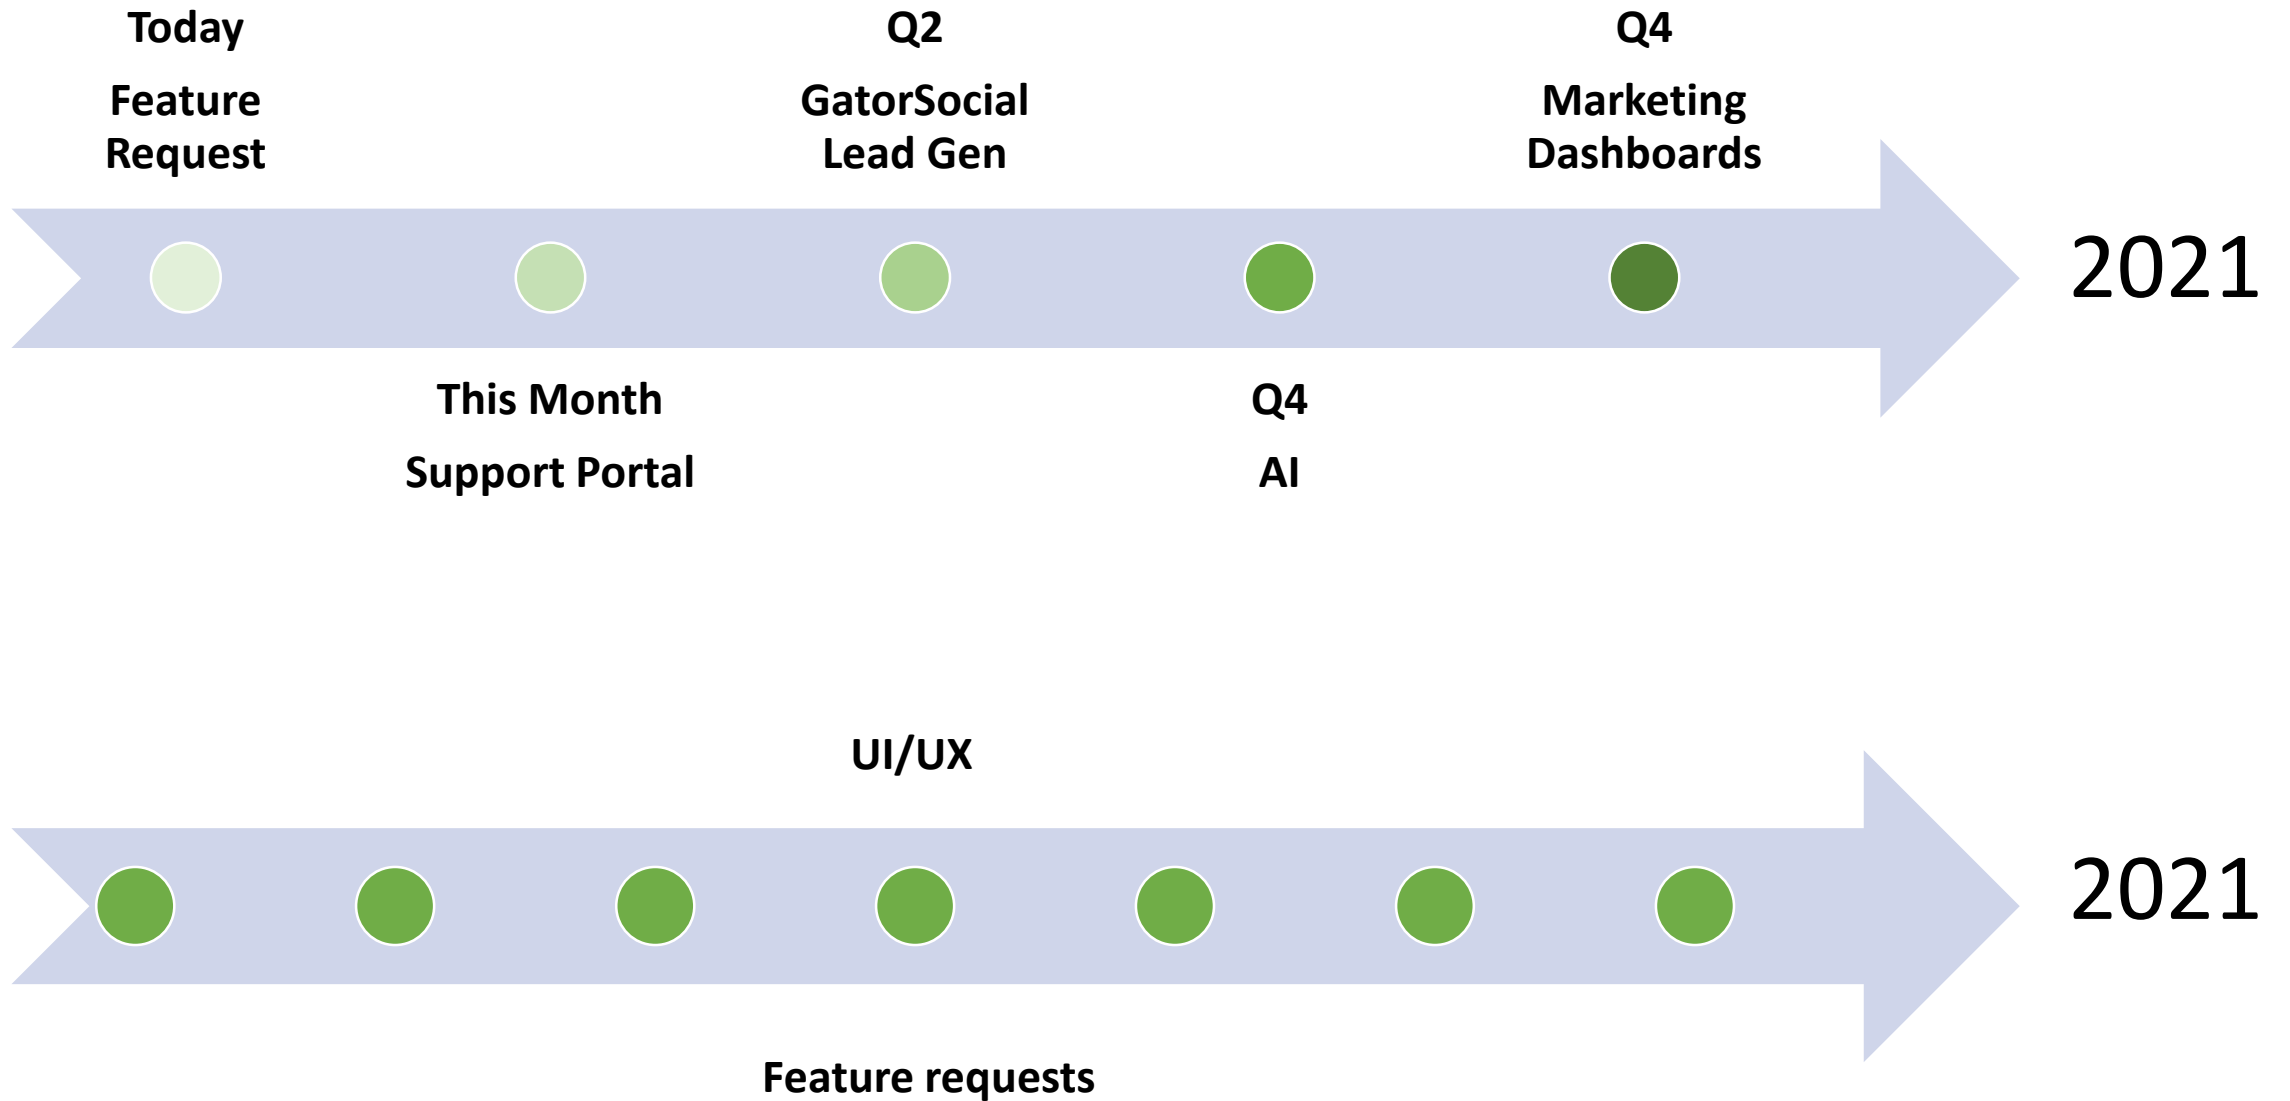 Today
Feature
Request
Q2
GatorSocial
Lead Gen
Q4
Marketing
Dashboards
2021
This Month
Support Portal
Q4
AI
UI/UX
2021
Feature requests